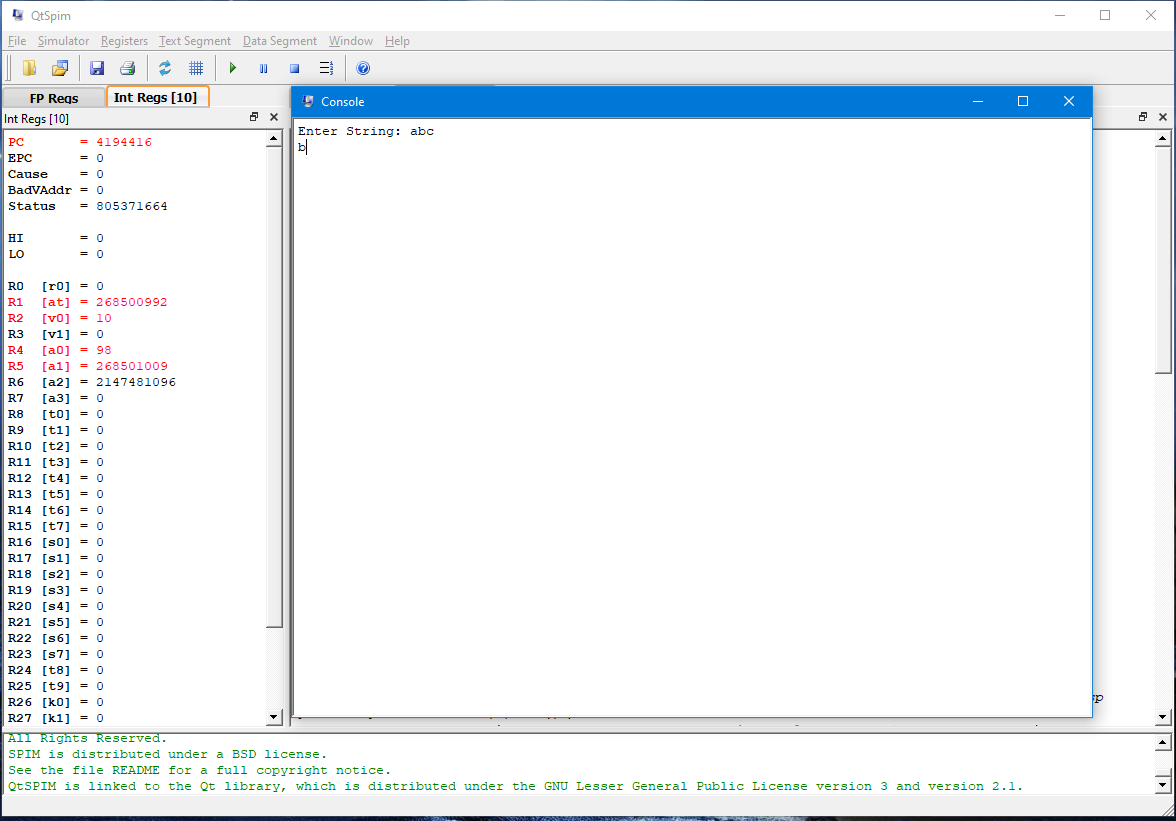 QtSpim
File Simulator Registers Text Segment Data Segment Window Help
FP Regs
Int Regs [10]
Int Regs [10]
PC = 4194416
EPC = 0
Cause = 0
BadVAddr = 0
Status = 805371664
HI = 0
LO = 0
R0 [r0] = 0
R1 [at] = 268500992
R2 [v0] = 10
R3 [v1] = 0
R4 [a0] = 98
R5 [a1] = 268501009
R6 [a2] = 2147481096
R7 [a3] = 0
R8 [t0] = 0
R9 [t1] = 0
R10 [t2] = 0
R11 [t3] = 0
R12 [t4] = 0
R13 [t5] = 0
R14 [t6] = 0
R15 [t7] = 0
R16 [s0] = 0
R17 [s1] = 0
R18 [s2] = 0
R19 [s3] = 0
R20 [s4] = 0
R21 [s5] = 0
R22 [s6] = 0
R23 [s7] = 0
R24 [t8] = 0
R25 [t9] = 0
R26 [k0] = 0
R27 [k1] = 0
Console
Enter String: abc
b
All Rights Reserved.
SPIM is distributed under a BSD license.
See the file README for a full copyright notice.
QtSPIM is linked to the Qt library, which is distributed under the GNU Lesser General Public License version 3 and version 2.1.